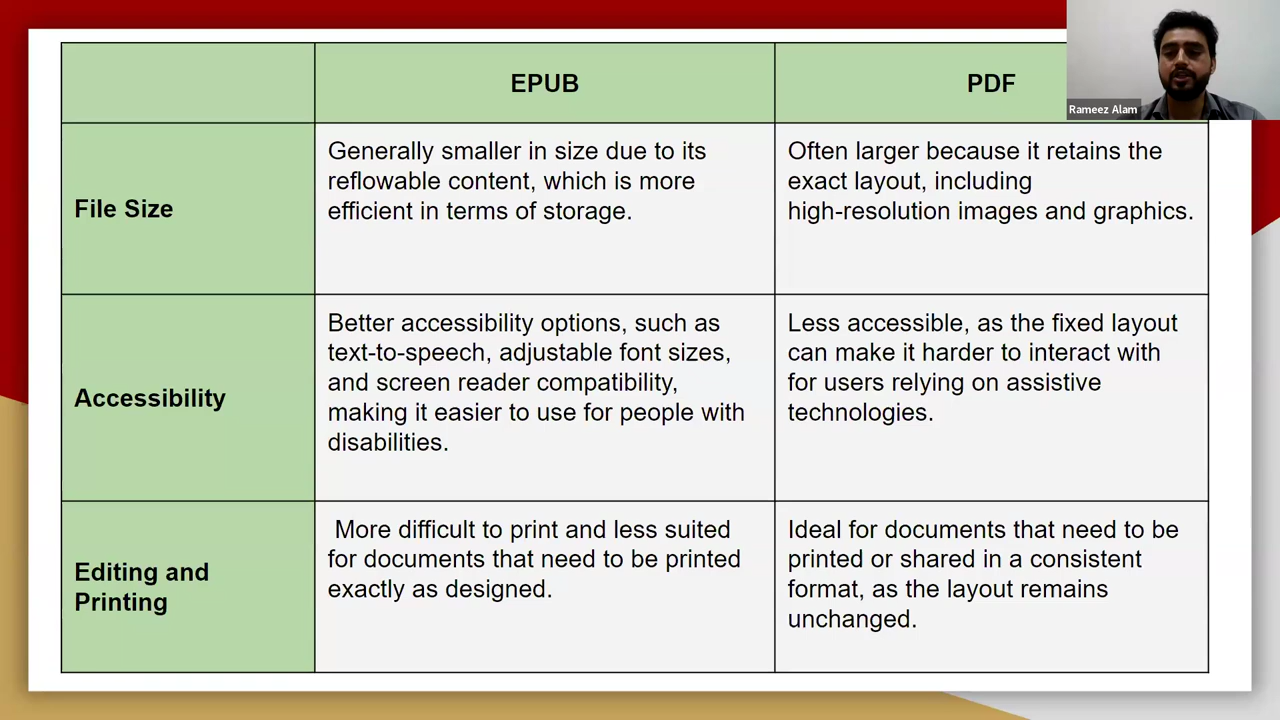 EPUB
PDF
Rameez Alam
File Size
Generally smaller in size due to its
reflowable content, which is more
efficient in terms of storage.
Often larger because it retains the
exact layout, including
high-resolution images and graphics.
Accessibility
Better accessibility options, such as
text-to-speech, adjustable font sizes,
and screen reader compatibility,
making it easier to use for people with
disabilities.
Less accessible, as the fixed layout
can make it harder to interact with
for users relying on assistive
technologies.
Editing and
Printing
More difficult to print and less suited
for documents that need to be printed
exactly as designed.
Ideal for documents that need to be
printed or shared in a consistent
format, as the layout remains
unchanged.